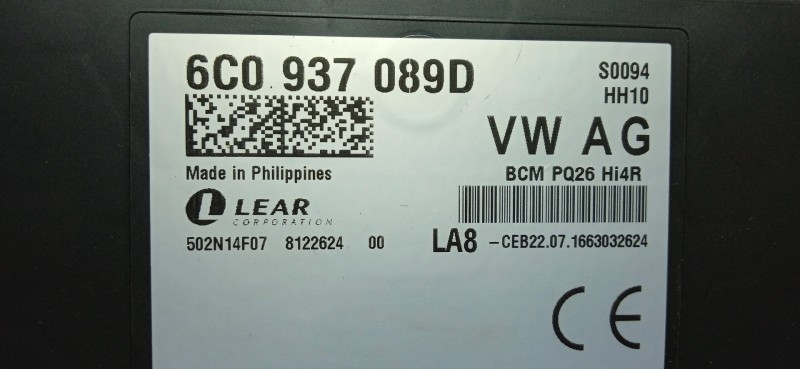 6C0 937 089D
S0094
HH10
VW AG
Made in Philippines
BCM PQ26 Hi4R
LEAR
CORPORATION
502N14F07 8122624 00
LA8 -CEB22.07.1663032624
CE